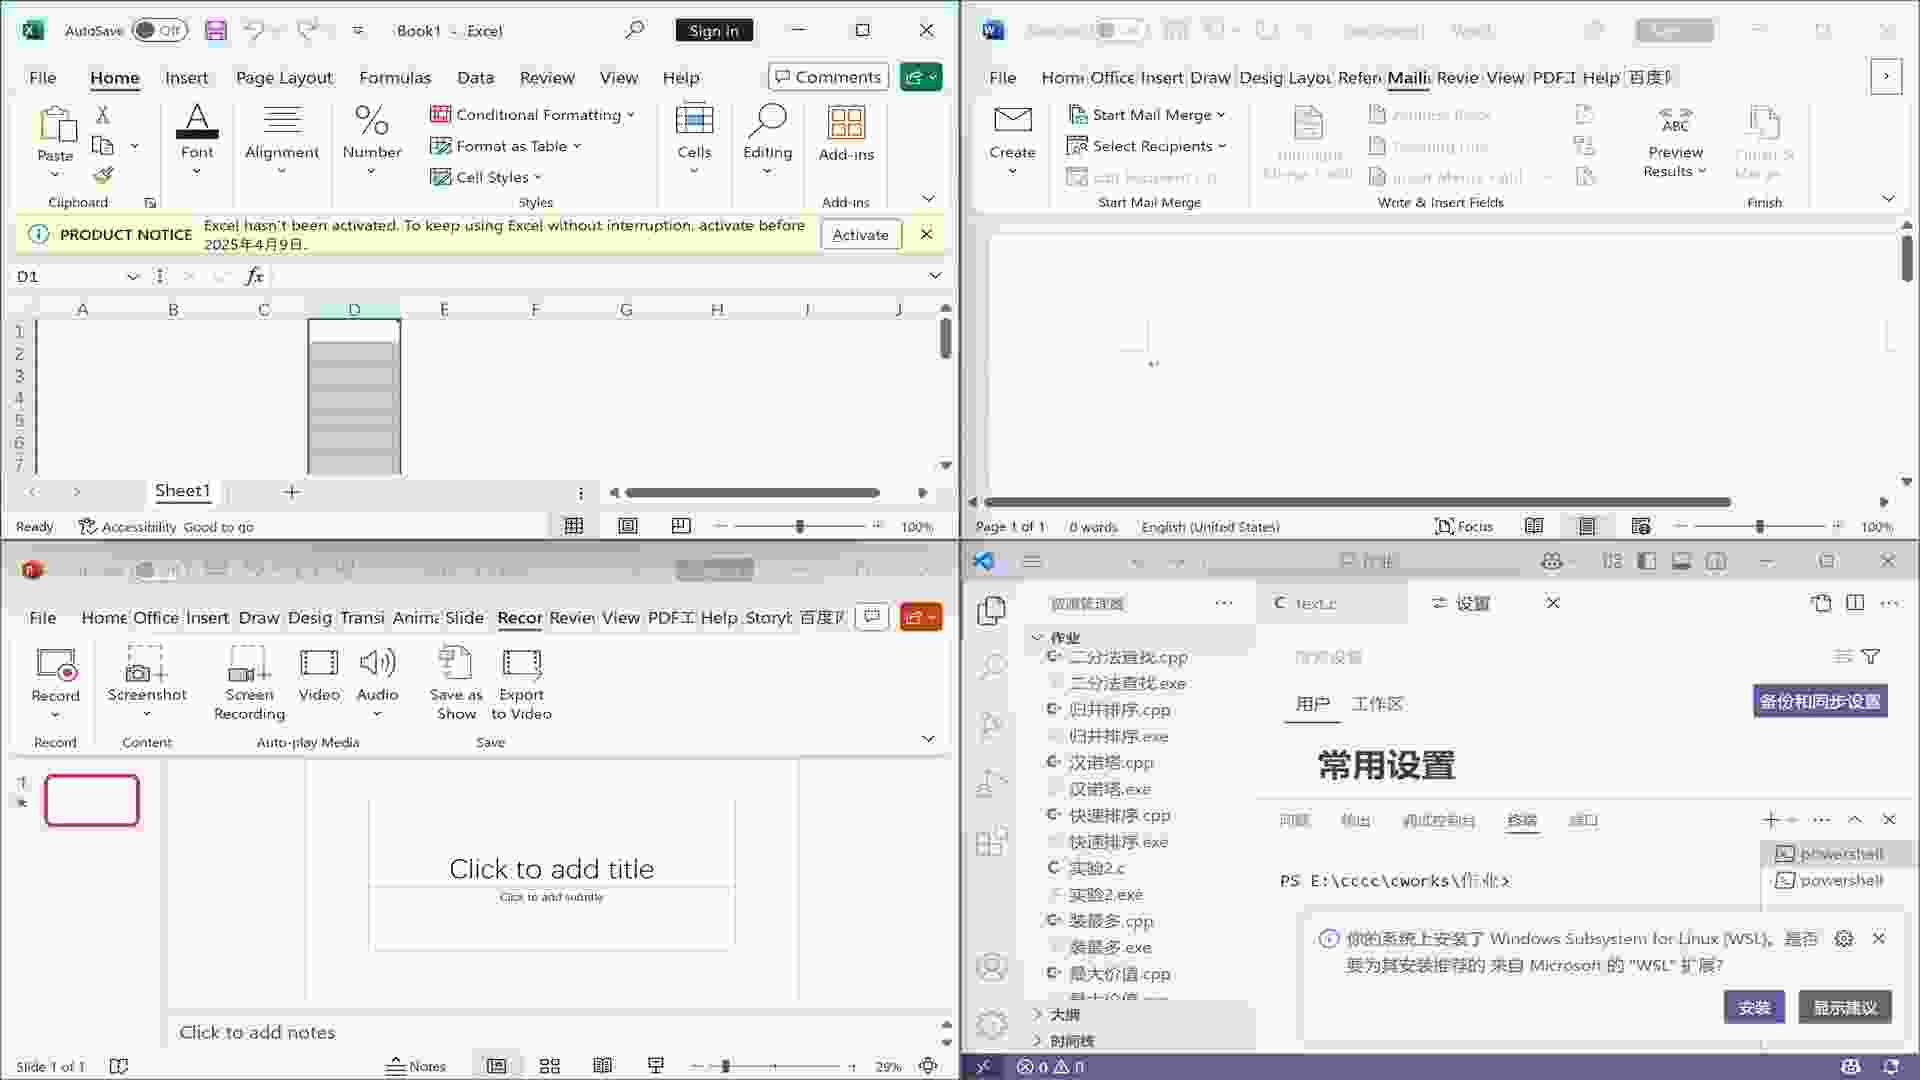 AutoSave Off Book1 - Excel Sign in
File Home Insert Page Layout Formulas Data Review View Help Comments
Paste Font Alignment Number Conditional Formatting Format as Table Cell Styles Cells Editing Add-ins
Clipboard Styles Add-ins
PRODUCT NOTICE Excel hasn't been activated. To keep using Excel without interruption, activate before 2025年4月9日. Activate
D1 fx
A B C D E F G H I J
1
2
3
4
5
6
7
Sheet1
Ready Accessibility Good to go 100%
File Home Office Insert Draw Desig Layou Refer Maili Revie View PDF工 Help
Create Start Mail Merge Select Recipients Preview Results
Start Mail Merge Write & Insert Fields Finish
Page 1 of 1 0 words English (United States) Focus 100%
File Home Office Insert Draw Desig Transi Anima Slide Recor Review View PDF工 Help Storyb
Record Screenshot Screen Recording Video Audio Save as Show Export to Video
Record Content Auto-play Media Save
1
Click to add title
Click to add subtitle
Click to add notes
Slide 1 of 1 Notes 29%
资源管理器 text.c 设置
作业
二分法查找.cpp
二分法查找.exe
归并排序.cpp
归并排序.exe
汉诺塔.cpp
汉诺塔.exe
快速排序.cpp
快速排序.exe
实验2.c
实验2.exe
装最多.cpp
装最多.exe
最大价值.cpp
大纲
时间线
用户 工作区 备份和同步设置
常用设置
问题 输出 调试控制台 终端 端口
PS E:\cccc\cworks\作业>
powershell
powershell
你的系统上安装了 Windows Subsystem for Linux (WSL)。是否
要为其安装推荐的 来自 Microsoft 的 "WSL" 扩展?
安装 显示建议
0 0